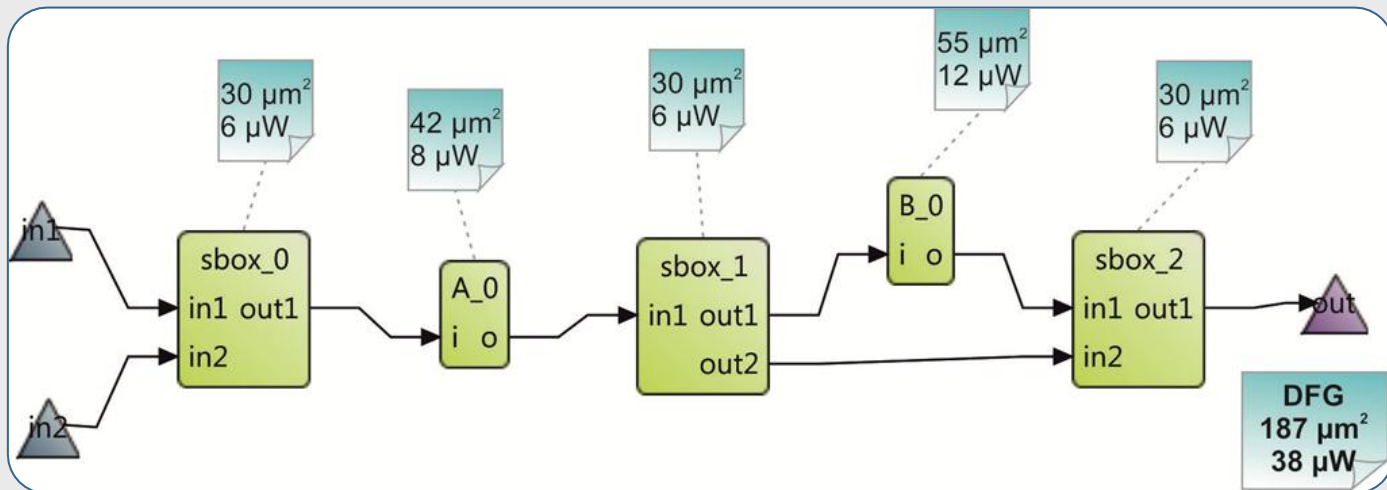 30 µm²
6 µW
42 µm²
8 µW
30 µm²
6 µW
55 µm²
12 µW
30 µm²
6 µW
in1
in2
sbox_0
in1 out1
in2
A_0
i o
sbox_1
in1 out1
out2
B_0
i o
sbox_2
in1 out1
in2
out
DFG
187 µm²
38 µW